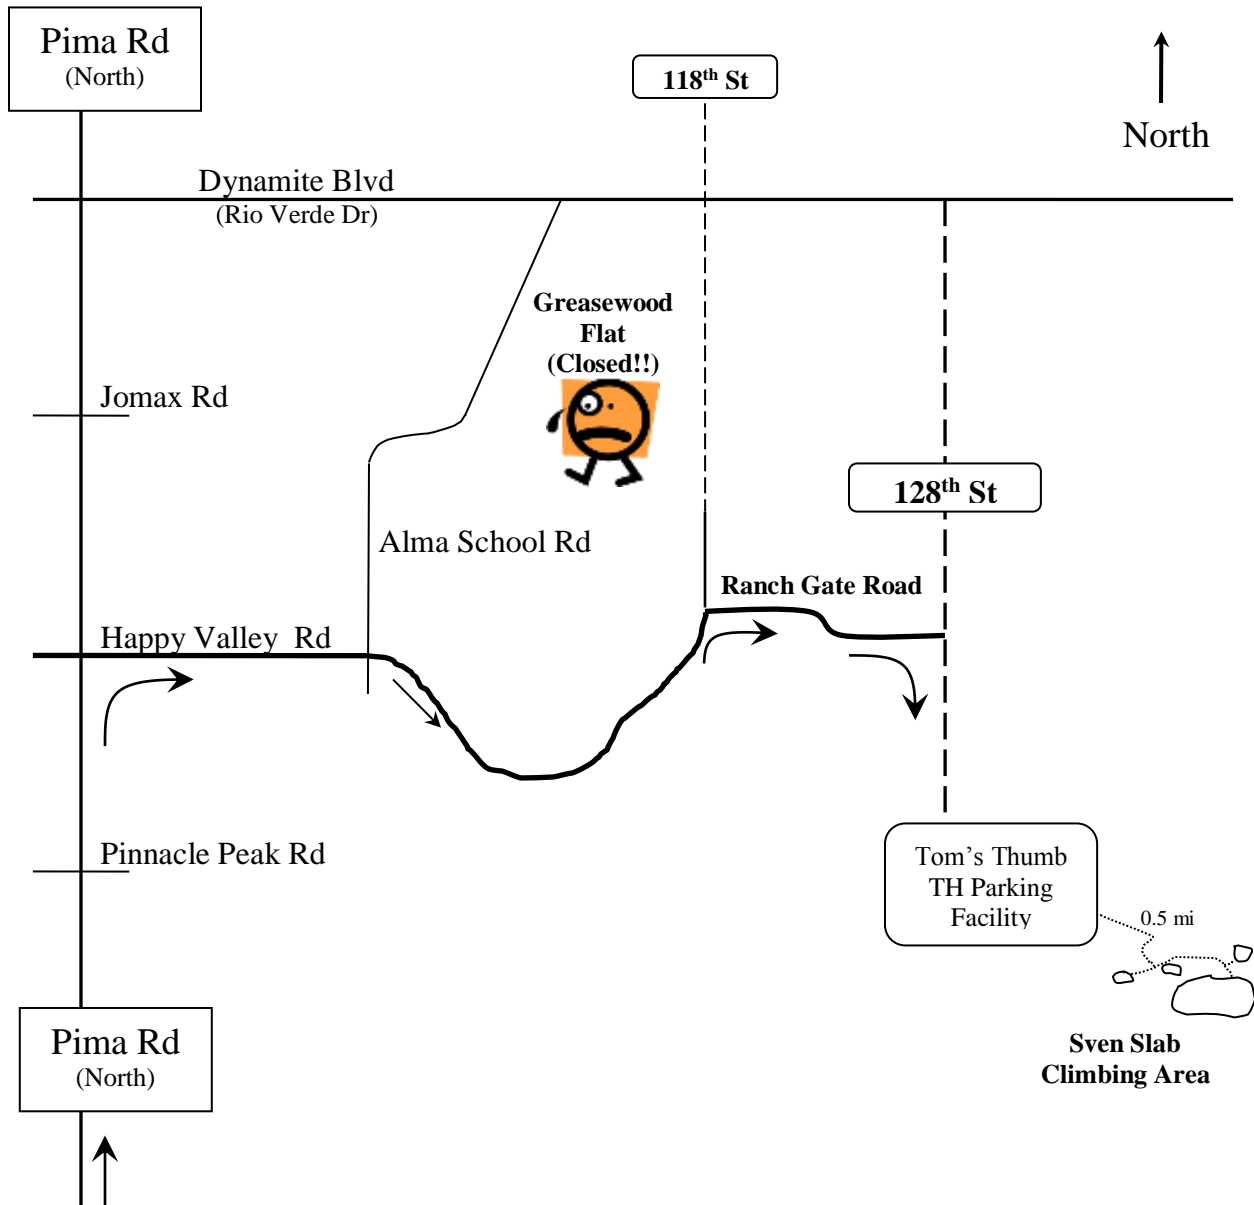 Pima Rd
(North)
118th St
North
Dynamite Blvd
(Rio Verde Dr)
Greasewood
Flat
(Closed!!)
Jomax Rd
128th St
Alma School Rd
Ranch Gate Road
Happy Valley  Rd
Pinnacle Peak Rd
Tom’s Thumb
TH Parking
Facility
0.5 mi
Pima Rd
(North)
Sven Slab
Climbing Area